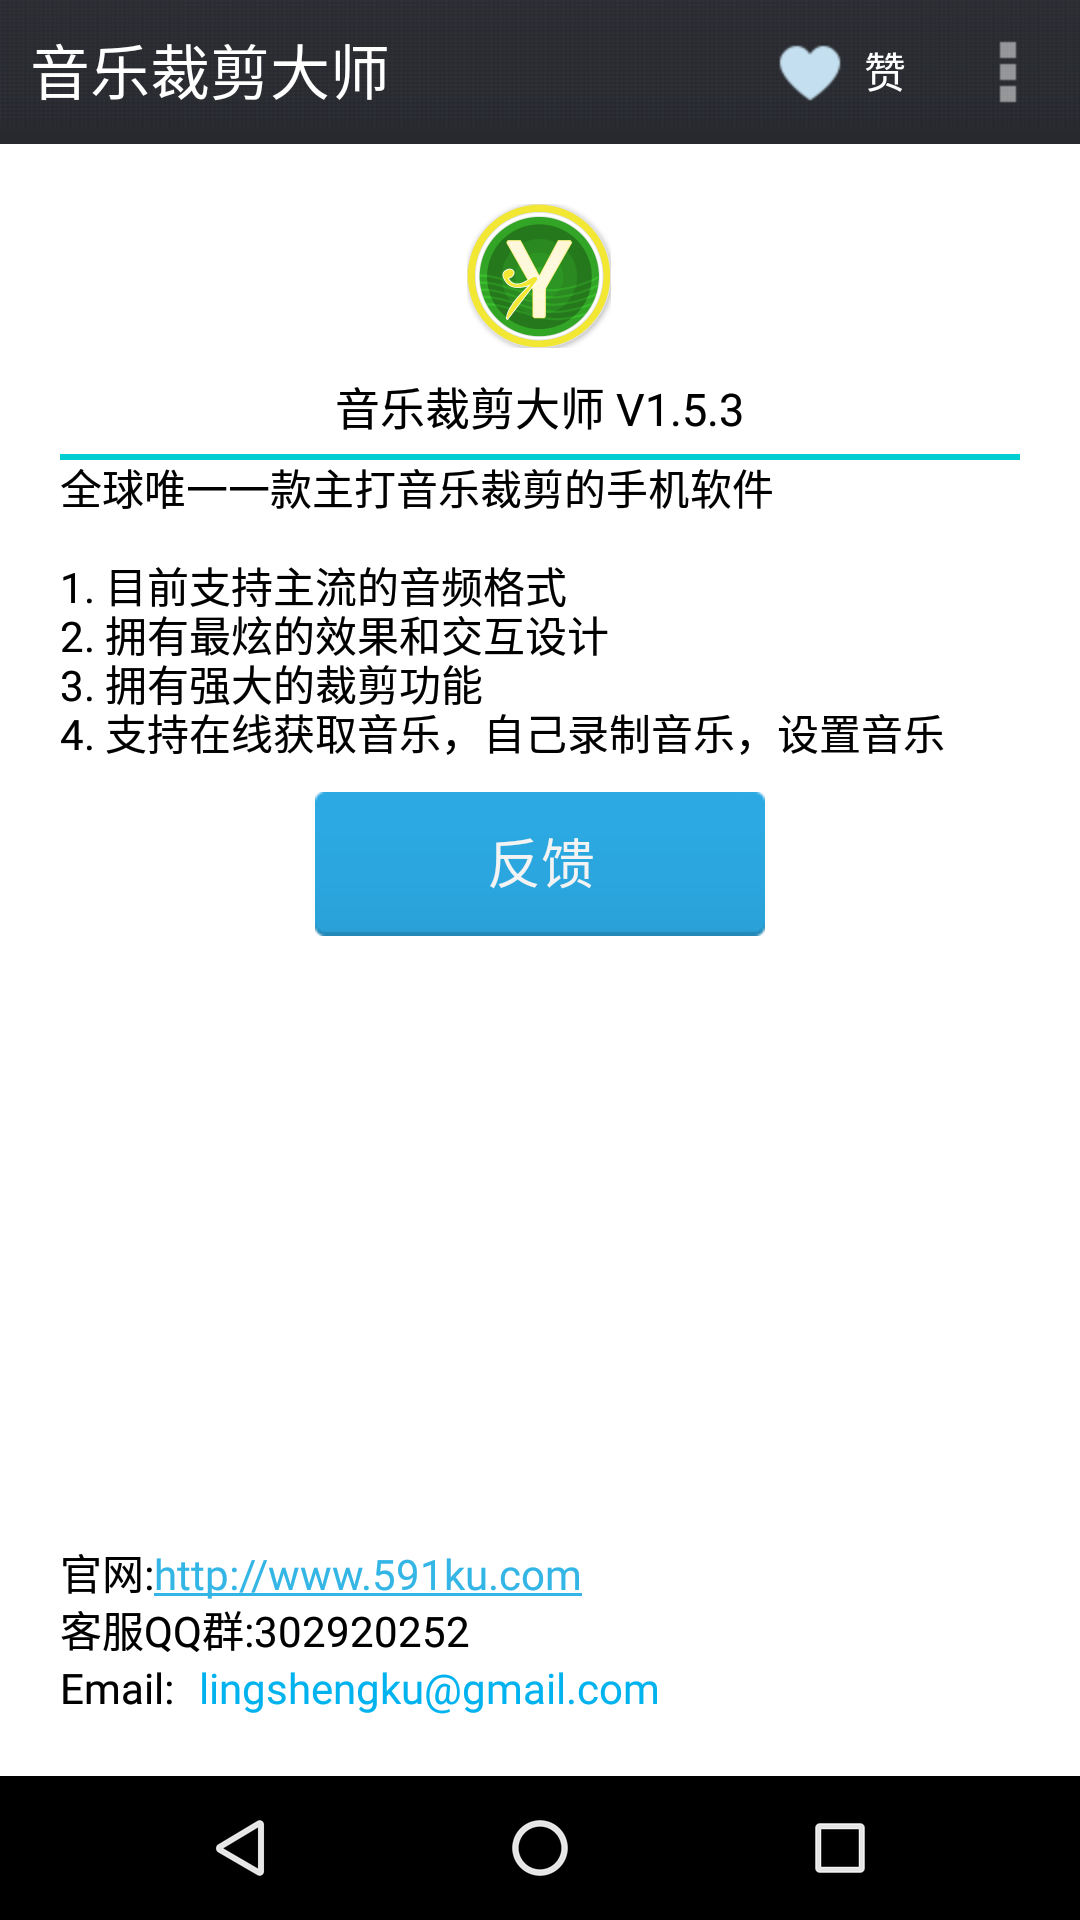 音乐裁剪大师
赞
音乐裁剪大师 V1.5.3
全球唯一一款主打音乐裁剪的手机软件
1. 目前支持主流的音频格式
2. 拥有最炫的效果和交互设计
3. 拥有强大的裁剪功能
4. 支持在线获取音乐，自己录制音乐，设置音乐
反馈
官网:http://www.591ku.com
客服QQ群:302920252
Email: lingshengku@gmail.com